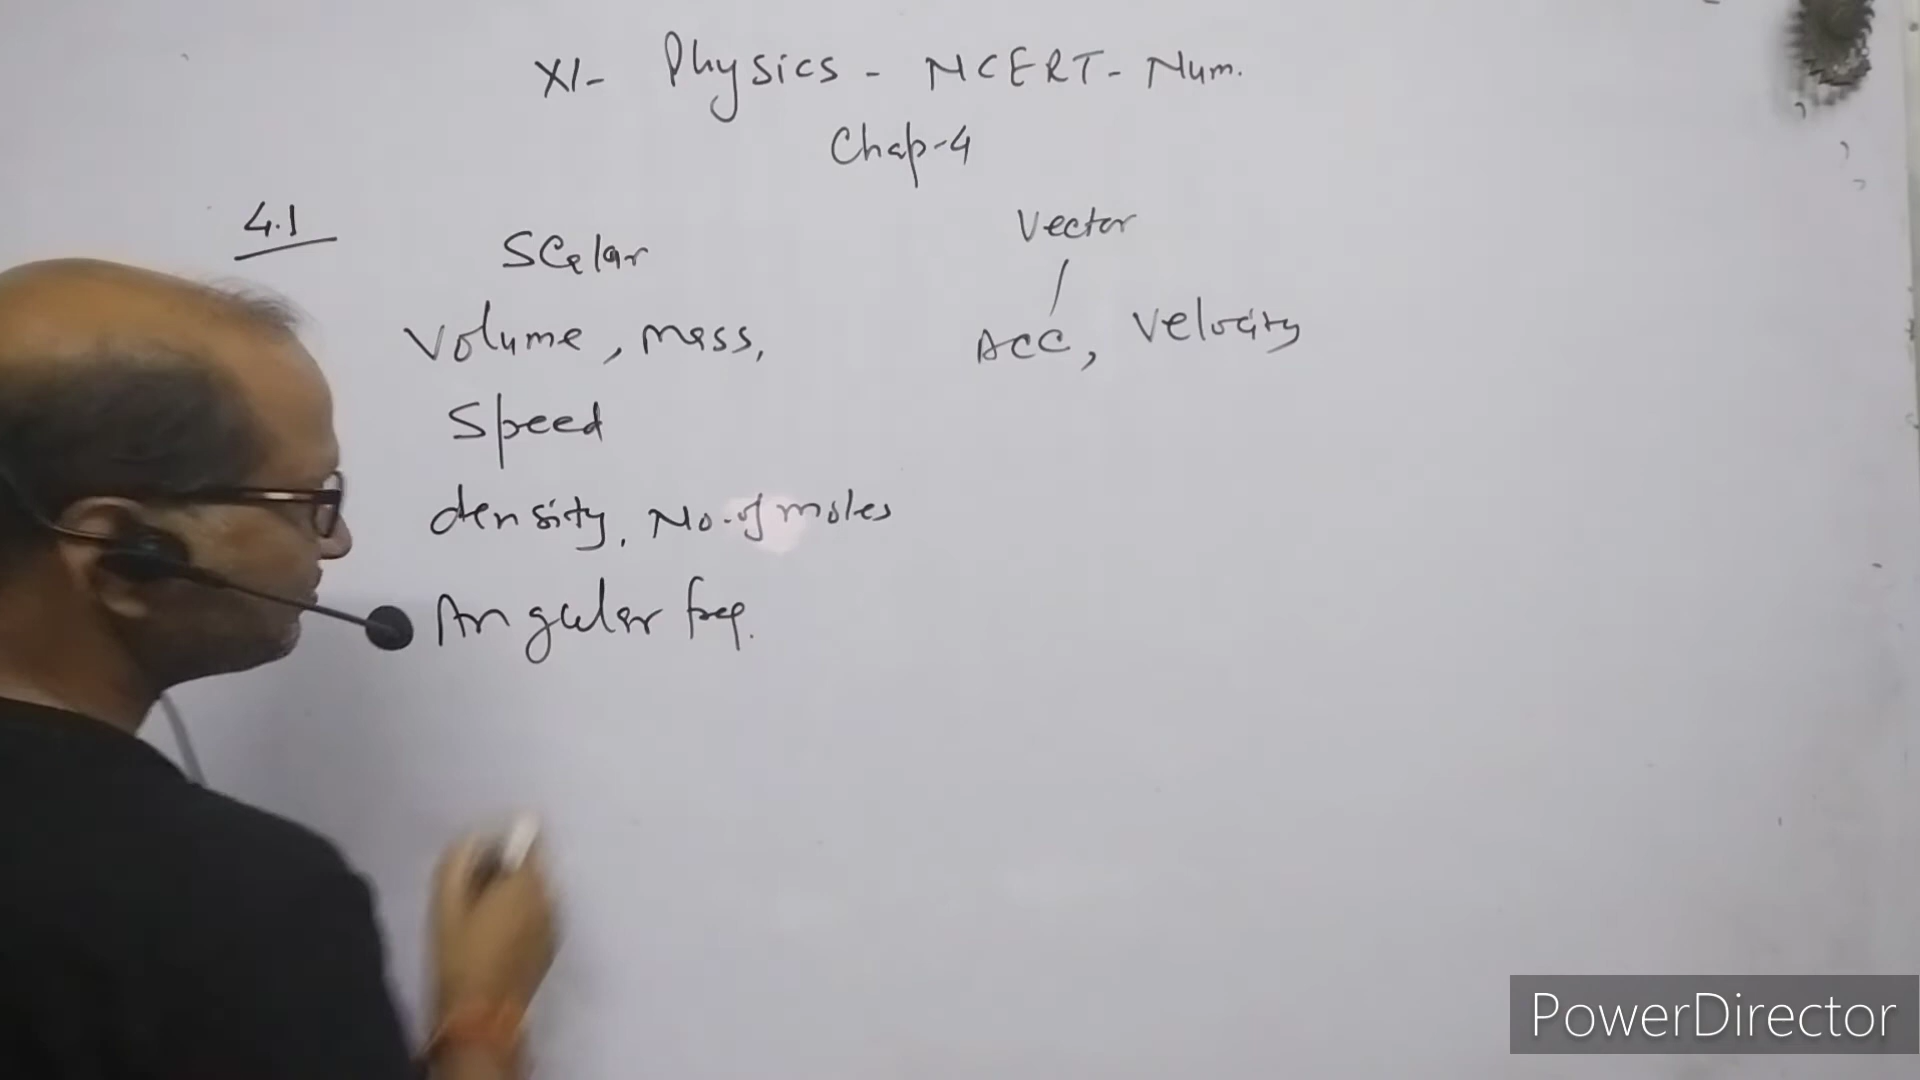 XI- Physics - NCERT- Num.
Chap-4
4.1
Scalar
Vector
Volume, mass,
Acc, Velocity
Speed
density, No. of moles
Angular freq.
PowerDirector